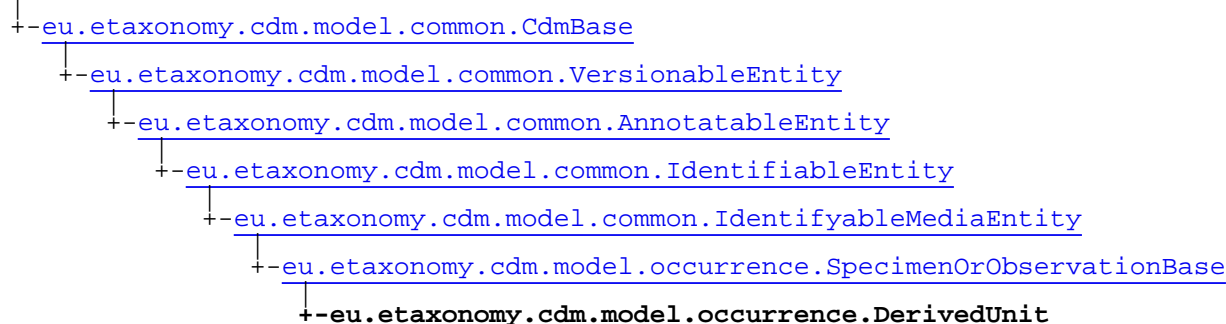 +-eu.etaxonomy.cdm.model.common.CdmBase
+-eu.etaxonomy.cdm.model.common.VersionableEntity
+-eu.etaxonomy.cdm.model.common.AnnotatableEntity
+-eu.etaxonomy.cdm.model.common.IdentifiableEntity
+-eu.etaxonomy.cdm.model.common.IdentifyableMediaEntity
+-eu.etaxonomy.cdm.model.occurrence.SpecimenOrObservationBase
+-eu.etaxonomy.cdm.model.occurrence.DerivedUnit